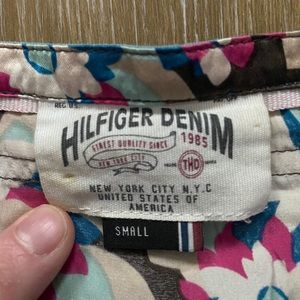 HILFIGER DENIM
FINEST QUALITY SINCE 1985
NEW YORK CITY
THD
NEW YORK CITY N.Y.C
UNITED STATES OF
AMERICA
SMALL